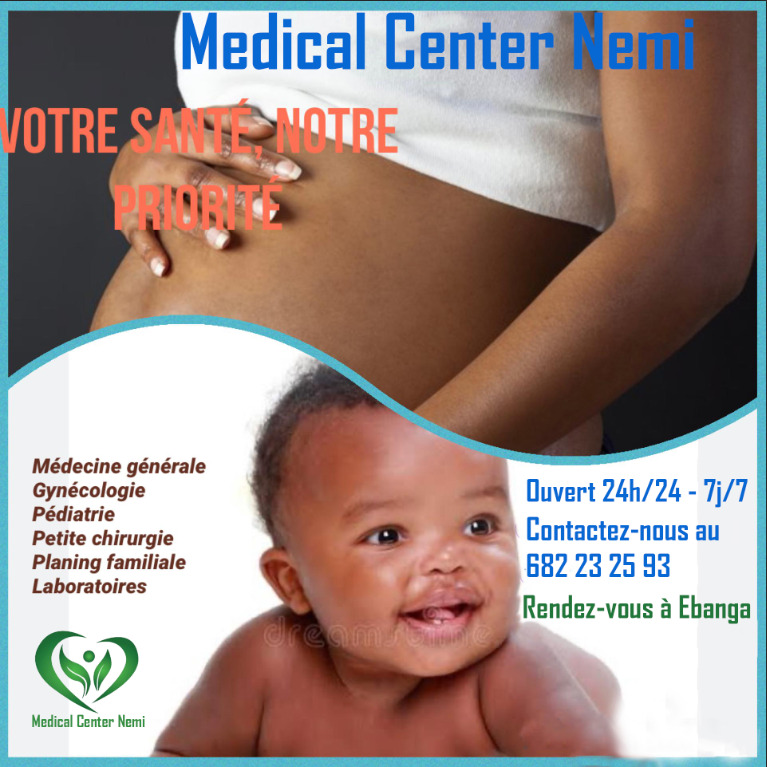 Medical Center Nemi
VOTRE SANTÉ, NOTRE
PRIORITÉ
Médecine générale
Gynécologie
Pédiatrie
Petite chirurgie
Planing familiale
Laboratoires
Ouvert 24h/24 - 7j/7
Contactez-nous au
682 23 25 93
Rendez-vous à Ebanga
dreamstime
Medical Center Nemi